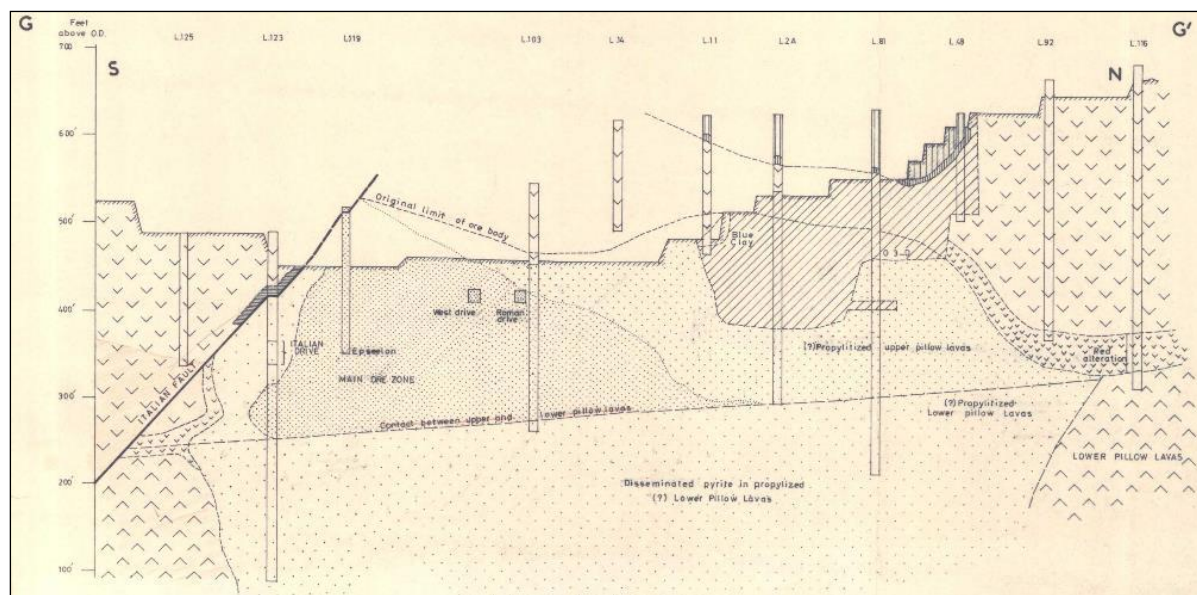 G
Feet
above O.D.
L.125
L.123
L.119
L.103
L.14
L.11
L.2A
L.81
L.48
L.92
L.116
G'
700
S
N
600'
500'
400'
300'
200'
100'
Original limit of ore body
Blue
Clay
West drive
Roman
drive
ITALIAN
DRIVE
Epserlon
MAIN ORE ZONE
(?)Propylitized upper pillow lavas
Red
alteration
ITALIAN FAULT
Contact between upper and lower pillow lavas
(?)Propylitized
Lower pillow Lavas
LOWER PILLOW LAVAS
Disseminated pyrite in propylized
(?) Lower Pillow Lavas